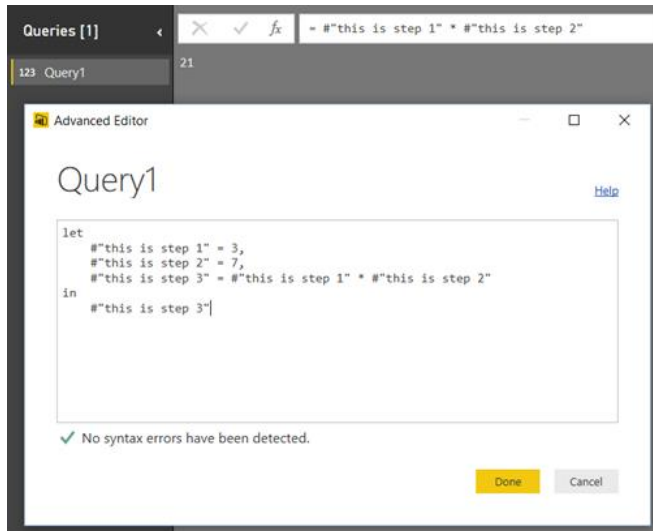 Queries [1]
fx
= #"this is step 1" * #"this is step 2"
123 Query1
21
Advanced Editor
Query1
Help
let
#"this is step 1" = 3,
#"this is step 2" = 7,
#"this is step 3" = #"this is step 1" * #"this is step 2"
in
#"this is step 3"
No syntax errors have been detected.
Done
Cancel